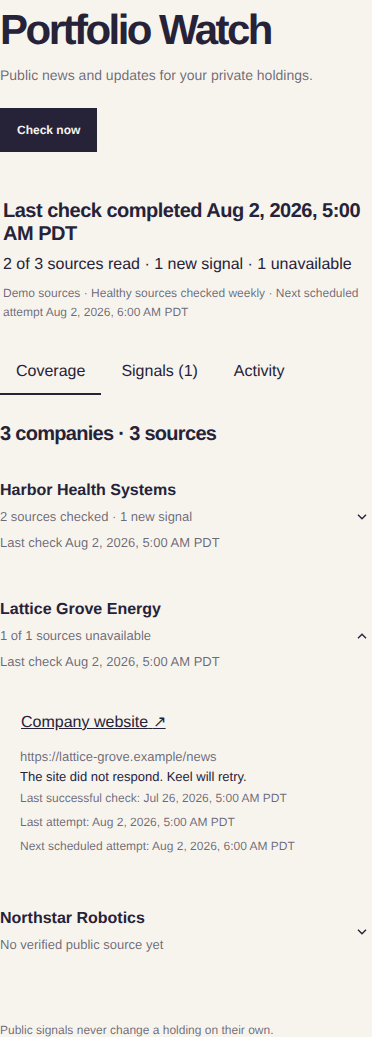 Portfolio Watch
Public news and updates for your private holdings.
Check now
Last check completed Aug 2, 2026, 5:00
AM PDT
2 of 3 sources read · 1 new signal · 1 unavailable
Demo sources · Healthy sources checked weekly · Next scheduled
attempt Aug 2, 2026, 6:00 AM PDT
Coverage Signals (1) Activity
3 companies · 3 sources
Harbor Health Systems
2 sources checked · 1 new signal
Last check Aug 2, 2026, 5:00 AM PDT
Lattice Grove Energy
1 of 1 sources unavailable
Last check Aug 2, 2026, 5:00 AM PDT
Company website ↗
https://lattice-grove.example/news
The site did not respond. Keel will retry.
Last successful check: Jul 26, 2026, 5:00 AM PDT
Last attempt: Aug 2, 2026, 5:00 AM PDT
Next scheduled attempt: Aug 2, 2026, 6:00 AM PDT
Northstar Robotics
No verified public source yet
Public signals never change a holding on their own.